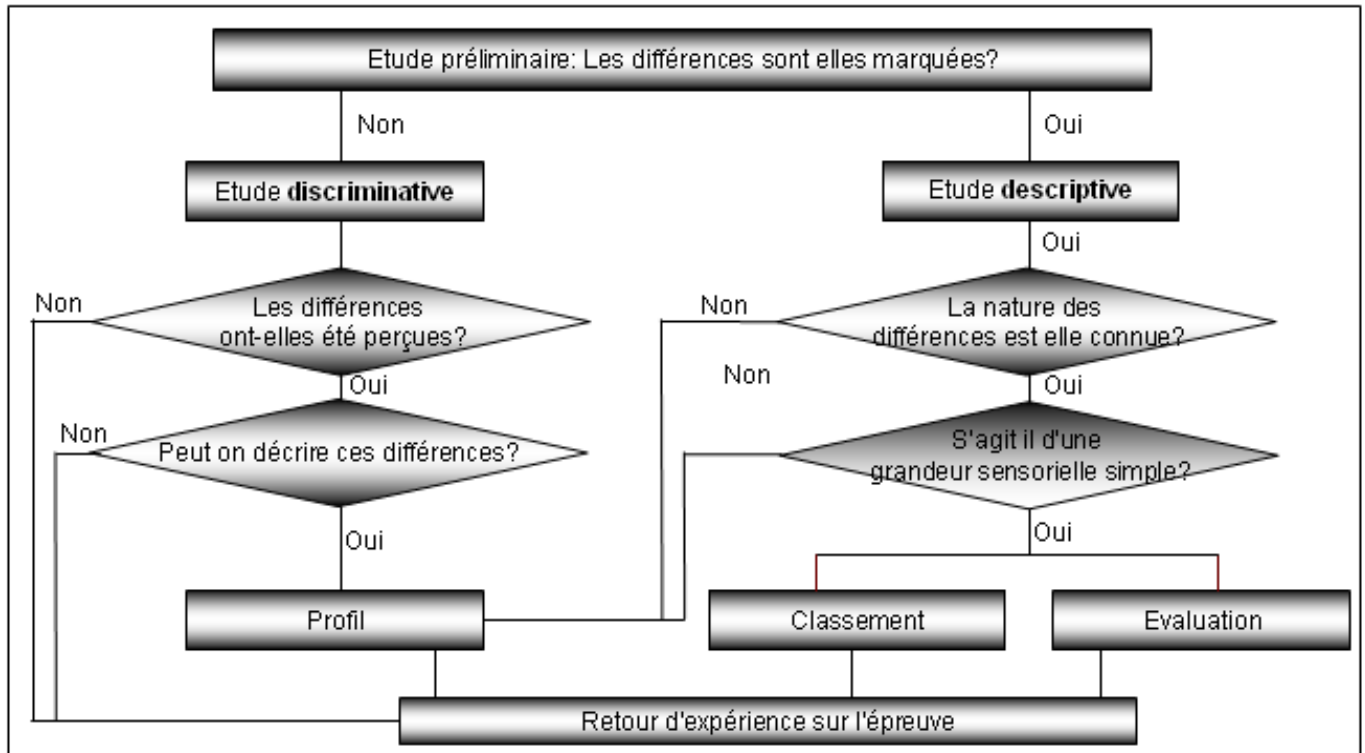 Etude préliminaire: Les différences sont elles marquées?
Non
Oui
Etude discriminative
Etude descriptive
Oui
Non
Les différences
ont-elles été perçues?
Non
La nature des
différences est elle connue?
Oui
Non
Oui
Non
Peut on décrire ces différences?
S'agit il d'une
grandeur sensorielle simple?
Oui
Oui
Profil
Classement
Evaluation
Retour d'expérience sur l'épreuve